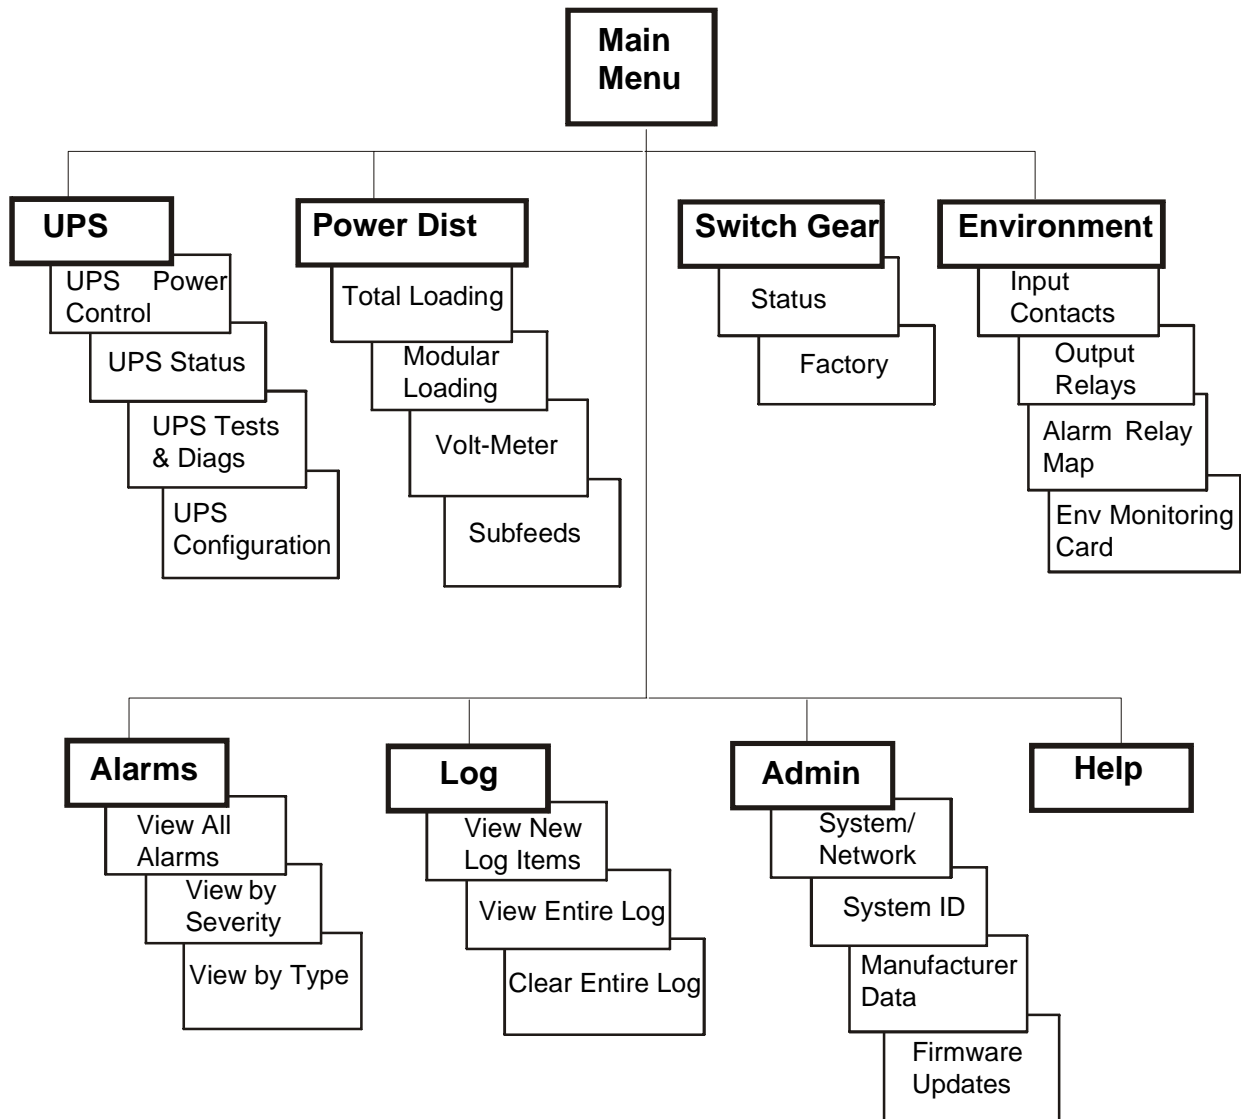 Main
Menu
UPS
UPS Power
Control
UPS Status
UPS Tests
& Diags
UPS
Configuration
Power Dist
Total Loading
Modular
Loading
Volt-Meter
Subfeeds
Switch Gear
Status
Factory
Environment
Input
Contacts
Output
Relays
Alarm Relay
Map
Env Monitoring
Card
Alarms
View All
Alarms
View by
Severity
View by Type
Log
View New
Log Items
View Entire Log
Clear Entire Log
Admin
System/
Network
System ID
Manufacturer
Data
Firmware
Updates
Help